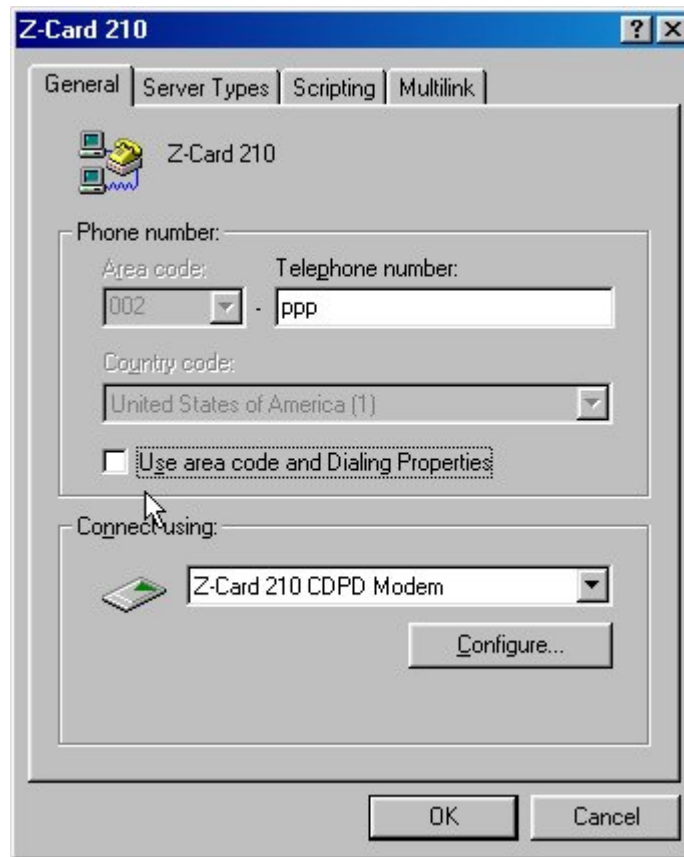 Z-Card 210
General Server Types Scripting Multilink
Z-Card 210
Phone number:
Area code: Telephone number:
002 - ppp
Country code:
United States of America (1)
Use area code and Dialing Properties
Connect using:
Z-Card 210 CDPD Modem
Configure...
OK Cancel